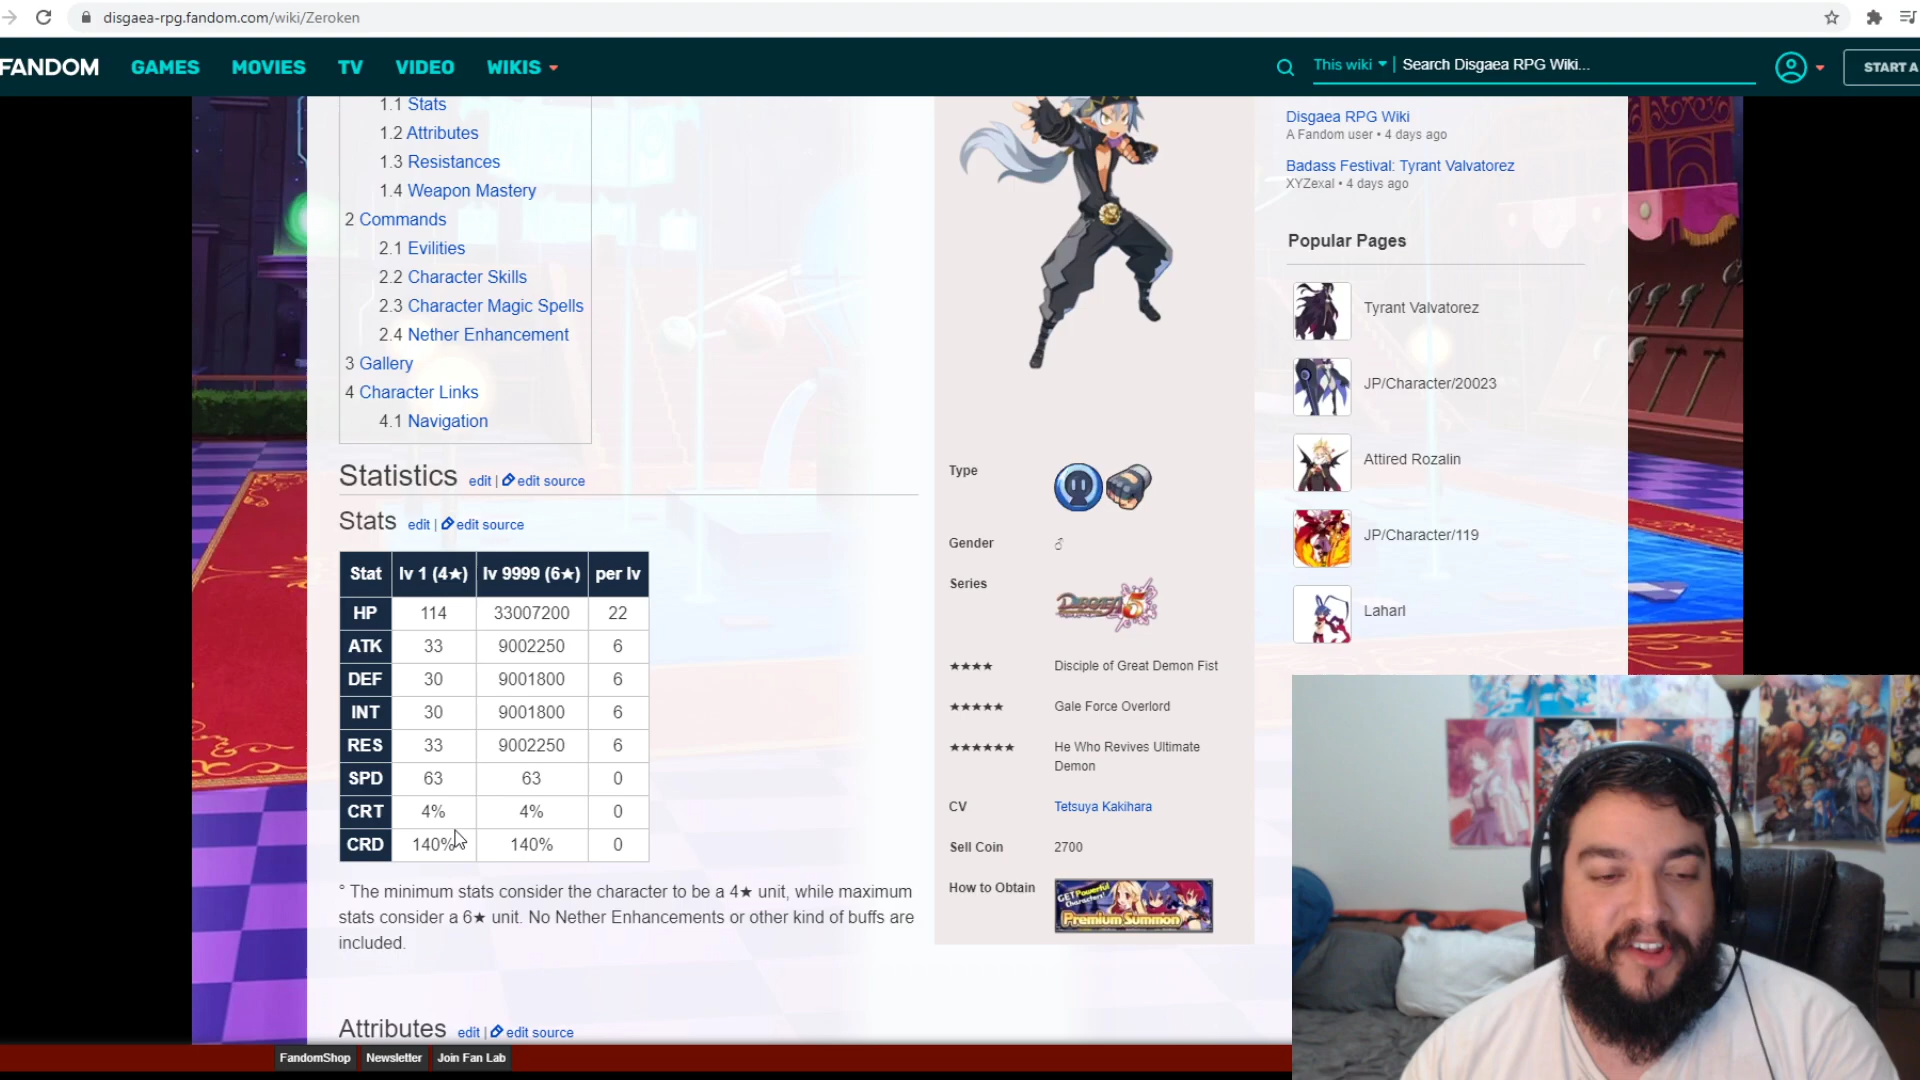 disgaea-rpg.fandom.com/wiki/Zeroken
FANDOM GAMES MOVIES TV VIDEO WIKIS This wiki Search Disgaea RPG Wiki... START A
1.1 Stats
1.2 Attributes
1.3 Resistances
1.4 Weapon Mastery
2 Commands
2.1 Evilities
2.2 Character Skills
2.3 Character Magic Spells
2.4 Nether Enhancement
3 Gallery
4 Character Links
4.1 Navigation
Statistics edit | edit source
Stats edit | edit source
Stat lv 1 (4★) lv 9999 (6★) per lv
HP 114 33007200 22
ATK 33 9002250 6
DEF 30 9001800 6
INT 30 9001800 6
RES 33 9002250 6
SPD 63 63 0
CRT 4% 4% 0
CRD 140% 140% 0
° The minimum stats consider the character to be a 4★ unit, while maximum
stats consider a 6★ unit. No Nether Enhancements or other kind of buffs are
included.
Attributes edit | edit source
Type
Gender ♂
Series DISGAEA 5
★★★★ Disciple of Great Demon Fist
★★★★★ Gale Force Overlord
★★★★★★ He Who Revives Ultimate
Demon
CV Tetsuya Kakihara
Sell Coin 2700
How to Obtain
GET Powerful
Characters!
Premium Summon
Disgaea RPG Wiki
A Fandom user • 4 days ago
Badass Festival: Tyrant Valvatorez
XYZexal • 4 days ago
Popular Pages
Tyrant Valvatorez
JP/Character/20023
Attired Rozalin
JP/Character/119
Laharl
FandomShop Newsletter Join Fan Lab